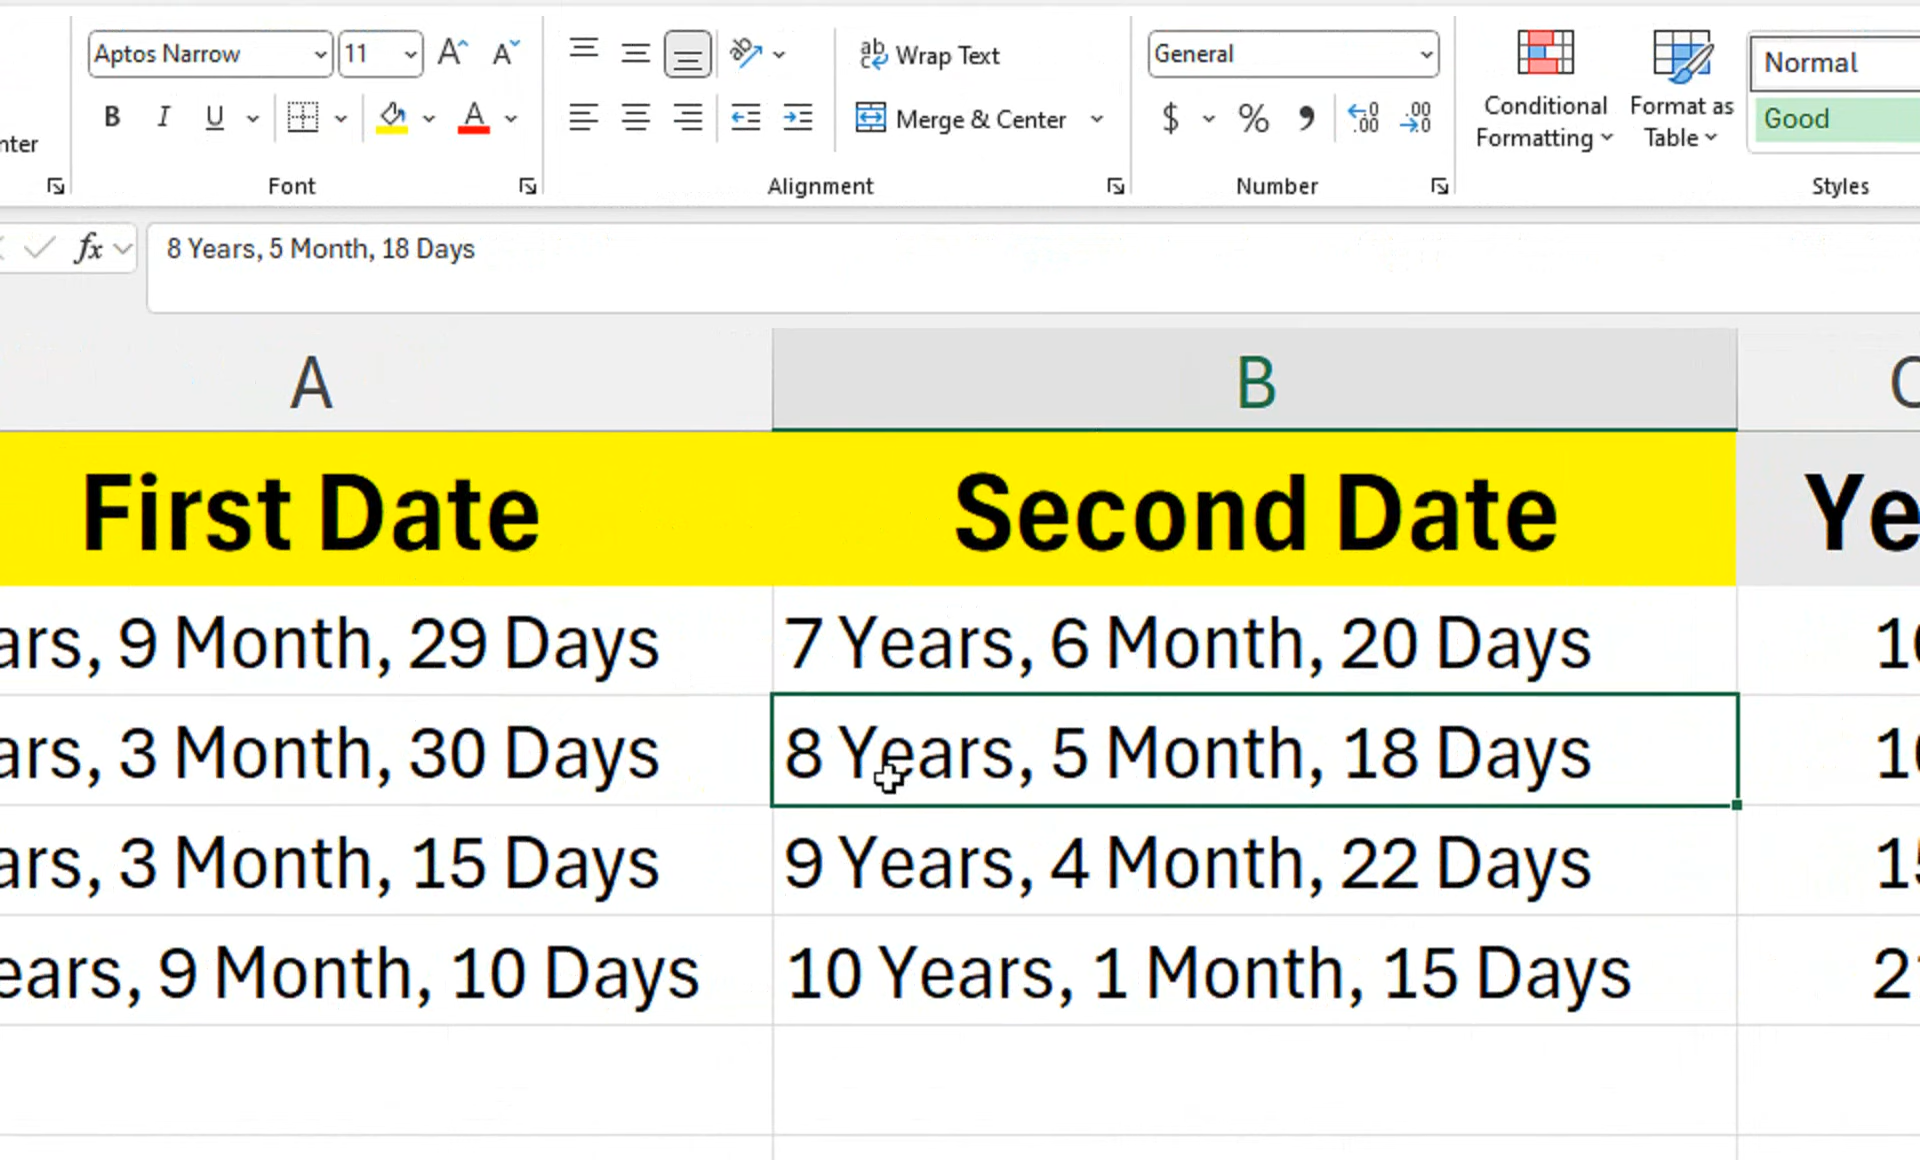 Aptos Narrow 11 A A
Wrap Text
General
Conditional Formatting
Format as Table
Normal
B I U A
Merge & Center
$ % , .00 .00
Good
nter
Font
Alignment
Number
Styles
fx 8 Years, 5 Month, 18 Days
A B C
First Date Second Date Ye
ars, 9 Month, 29 Days 7 Years, 6 Month, 20 Days
ars, 3 Month, 30 Days 8 Years, 5 Month, 18 Days
ars, 3 Month, 15 Days 9 Years, 4 Month, 22 Days
ears, 9 Month, 10 Days 10 Years, 1 Month, 15 Days